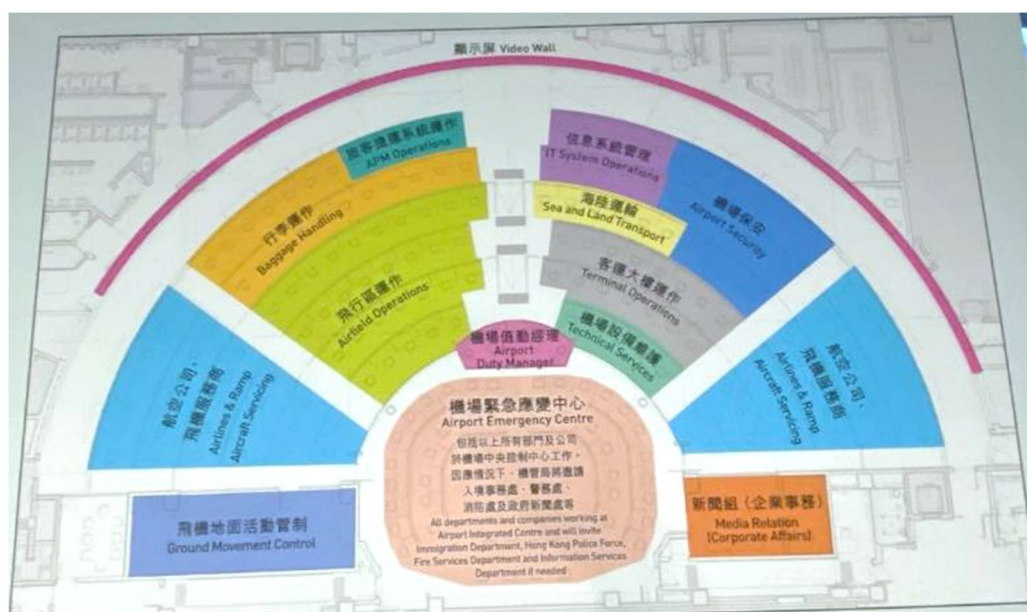 顯示屏 Video Wall
旅客捷運系統運作
APM Operations
信息系統管理
IT System Operations
行李運作
Baggage Handling
海陸運輸
Sea and Land Transport
機場保安
Airport Security
飛行區運作
Airfield Operations
客運大樓運作
Terminal Operations
機場值勤經理
Airport
Duty Manager
機場設備維護
Technical Services
航空公司、
飛機服務商
Airlines & Ramp
Aircraft Servicing
航空公司、
飛機服務商
Airlines & Ramp
Aircraft Servicing
機場緊急應變中心
Airport Emergency Centre
包括以上所有部門及公司
於機場中央控制中心工作。
因應情況下，機管局將邀請
入境事務處、警務處、
消防處及政府新聞處等
All departments and companies working at
Airport Integrated Centre and will invite
Immigration Department, Hong Kong Police Force,
Fire Services Department and Information Services
Department if needed
飛機地面活動管制
Ground Movement Control
新聞組（企業事務）
Media Relation
(Corporate Affairs)